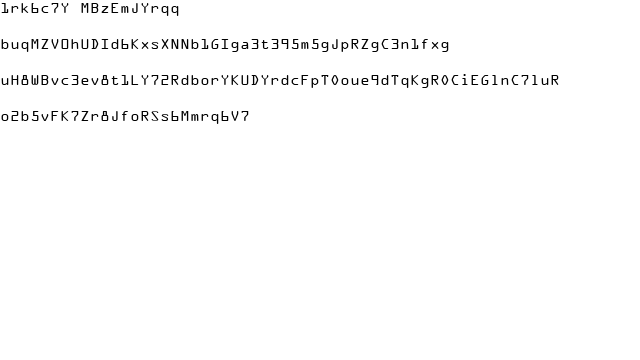 1rk6c7Y MBzEmJYrqq
buqMZVOhUDId6KxsXNNb1GIga3t395m5gJpRZgC3n1fxg
uH8WBvc3ev8t1LY72RdborYKUDYrdcFpT0oue9dTqKgR0CiEG1nC71uR
o2b5vFK7Zr8JfoRSs6Mmrq6V7